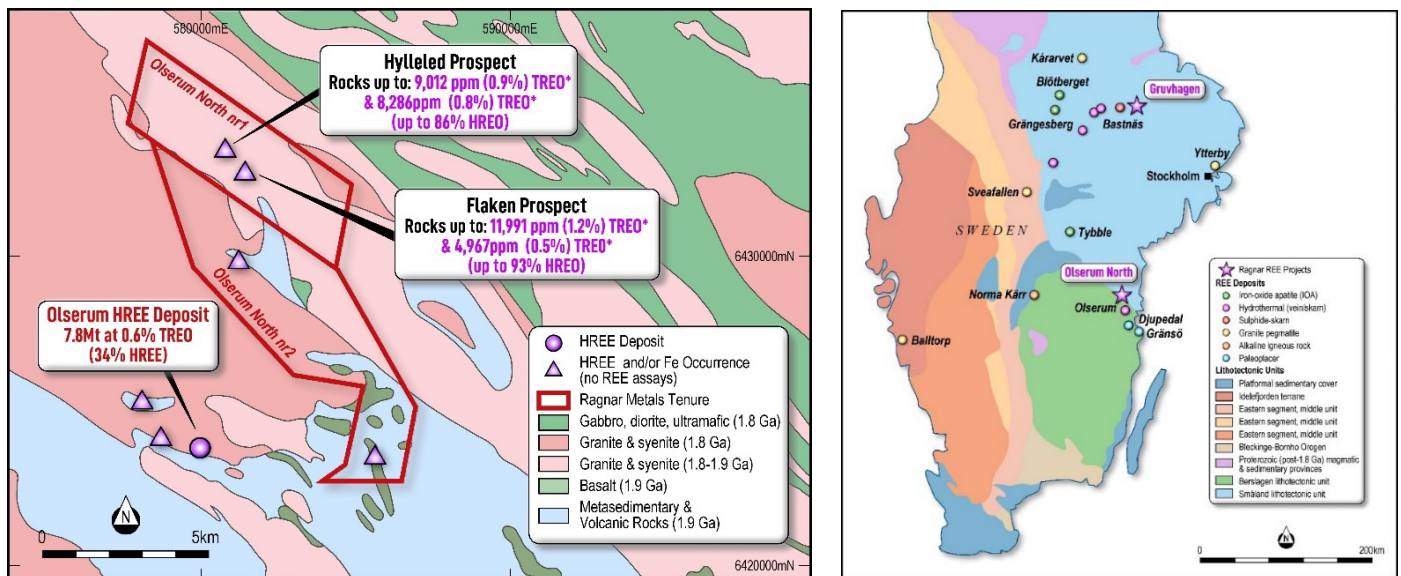 580000mE
590000mE
Hylleled Prospect
Rocks up to: 9,012 ppm (0.9%) TREO*
& 8,286ppm (0.8%) TREO*
(up to 86% HREO)
Olserum North nr1
Flaken Prospect
Rocks up to: 11,991 ppm (1.2%) TREO*
& 4,967ppm (0.5%) TREO*
(up to 93% HREO)
6430000mN
Olserum North nr2
Olserum HREE Deposit
7.8Mt at 0.6% TREO
(34% HREE)
HREE Deposit
HREE and/or Fe Occurrence
(no REE assays)
Ragnar Metals Tenure
Gabbro, diorite, ultramafic (1.8 Ga)
Granite & syenite (1.8 Ga)
Granite & syenite (1.8-1.9 Ga)
Basalt (1.9 Ga)
Metasedimentary &
Volcanic Rocks (1.9 Ga)
N
0
5km
6420000mN
Kårarvet
Blötberget
Gruvhagen
Grängesberg
Bastnäs
Ytterby
Stockholm
Sveafallen
SWEDEN
Tybble
Olserum North
Norma Kärr
Olserum
Djupedal
Gränsö
Balltorp
Ragnar REE Projects
REE Deposits
Iron-oxide apatite (IOA)
Hydrothermal (vein/skarn)
Sulphide-skarn
Granite pegmatite
Alkaline igneous rock
Paleoplacer
Lithotectonic Units
Platformal sedimentary cover
Idelefjorden terrane
Eastern segment, middle unit
Eastern segment, middle unit
Eastern segment, middle unit
Bleckinge-Bornho Orogen
Proterozoic (post-1.8 Ga) magmatic
& sedimentary provinces
Berslagen lithotectonic unit
Småland lithotectonic unit
N
0
200km